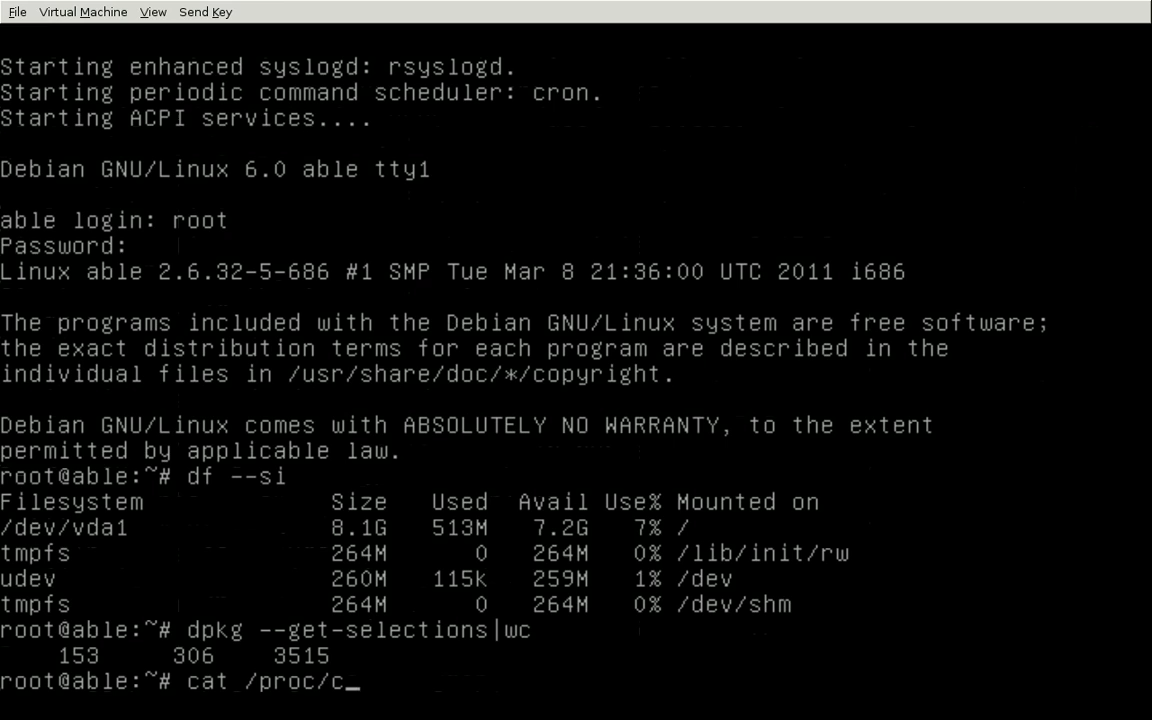 File Virtual Machine View Send Key
Starting enhanced syslogd: rsyslogd.
Starting periodic command scheduler: cron.
Starting ACPI services....
Debian GNU/Linux 6.0 able tty1
able login: root
Password:
Linux able 2.6.32-5-686 #1 SMP Tue Mar 8 21:36:00 UTC 2011 i686
The programs included with the Debian GNU/Linux system are free software;
the exact distribution terms for each program are described in the
individual files in /usr/share/doc/*/copyright.
Debian GNU/Linux comes with ABSOLUTELY NO WARRANTY, to the extent
permitted by applicable law.
root@able:~# df --si
Filesystem Size Used Avail Use% Mounted on
/dev/vda1 8.1G 513M 7.2G 7% /
tmpfs 264M 0 264M 0% /lib/init/rw
udev 260M 115k 259M 1% /dev
tmpfs 264M 0 264M 0% /dev/shm
root@able:~# dpkg --get-selections|wc
153 306 3515
root@able:~# cat /proc/c_